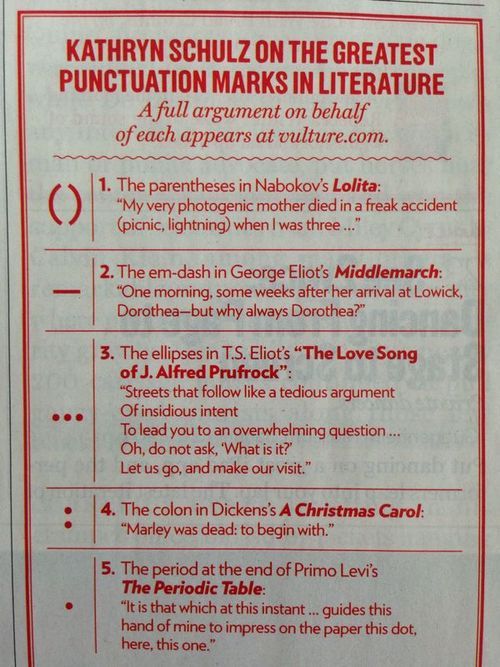 KATHRYN SCHULZ ON THE GREATEST
PUNCTUATION MARKS IN LITERATURE
A full argument on behalf
of each appears at vulture.com.
( )
1. The parentheses in Nabokov's Lolita:
"My very photogenic mother died in a freak accident
(picnic, lightning) when I was three ..."
—
2. The em-dash in George Eliot's Middlemarch:
"One morning, some weeks after her arrival at Lowick,
Dorothea—but why always Dorothea?"
...
3. The ellipses in T.S. Eliot's "The Love Song
of J. Alfred Prufrock":
"Streets that follow like a tedious argument
Of insidious intent
To lead you to an overwhelming question ...
Oh, do not ask, 'What is it?'
Let us go, and make our visit."
:
4. The colon in Dickens's A Christmas Carol:
"Marley was dead: to begin with."
.
5. The period at the end of Primo Levi's
The Periodic Table:
"It is that which at this instant ... guides this
hand of mine to impress on the paper this dot,
here, this one."